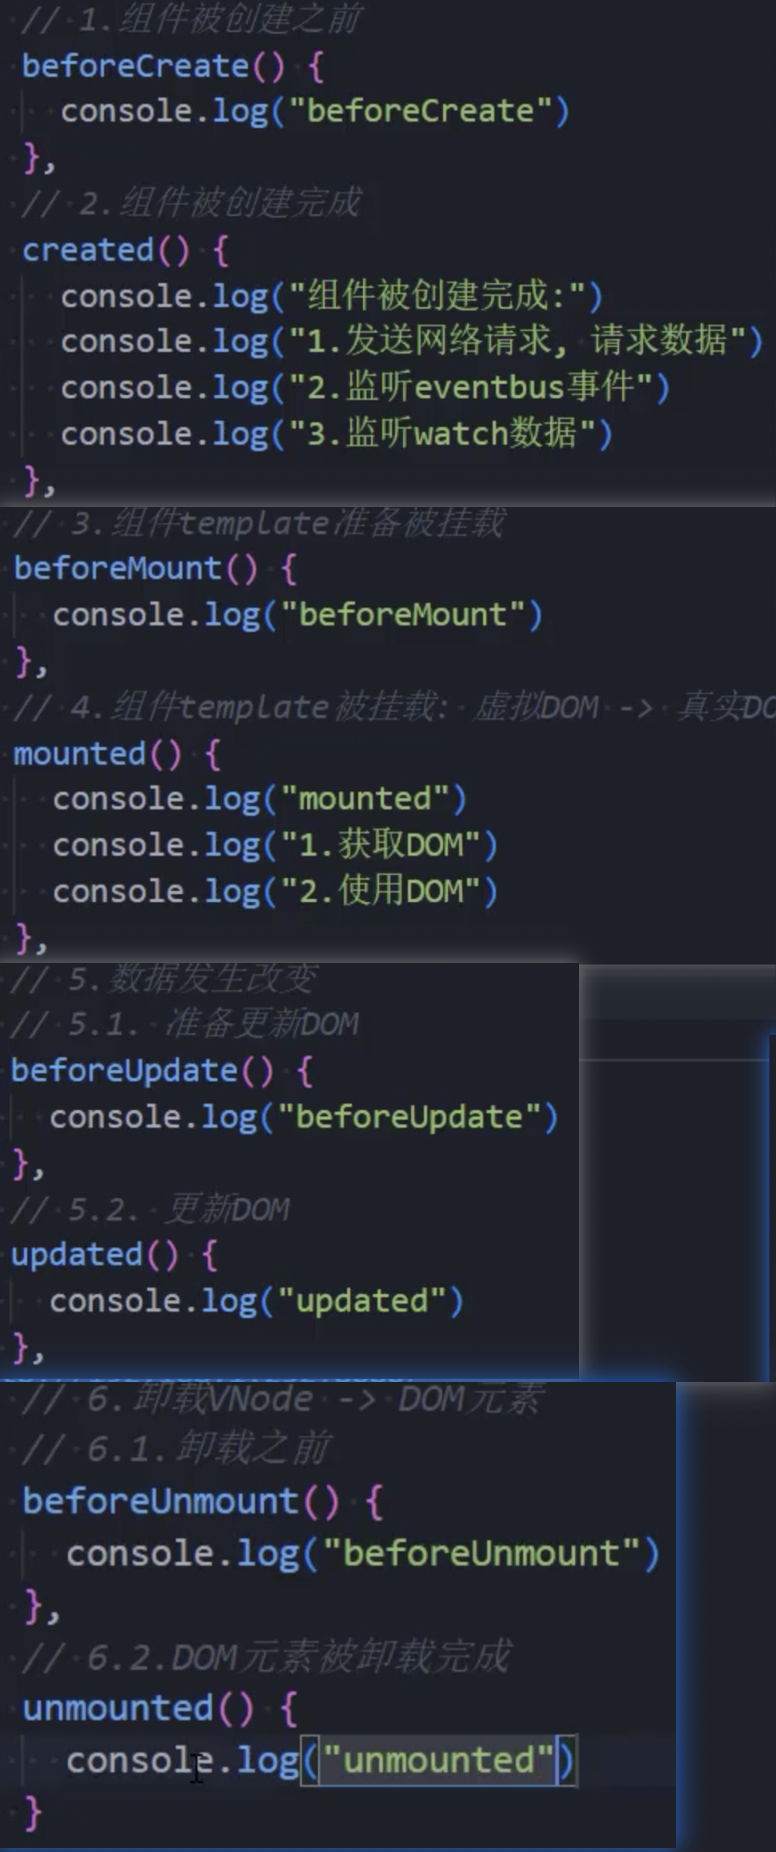 // 1.组件被创建之前
beforeCreate() {
console.log("beforeCreate")
},
// 2.组件被创建完成
created() {
console.log("组件被创建完成:")
console.log("1.发送网络请求, 请求数据")
console.log("2.监听eventbus事件")
console.log("3.监听watch数据")
},
// 3.组件template准备被挂载
beforeMount() {
console.log("beforeMount")
},
// 4.组件template被挂载: 虚拟DOM -> 真实DO
mounted() {
console.log("mounted")
console.log("1.获取DOM")
console.log("2.使用DOM")
},
// 5.数据发生改变
// 5.1. 准备更新DOM
beforeUpdate() {
console.log("beforeUpdate")
},
// 5.2. 更新DOM
updated() {
console.log("updated")
},
// 6.卸载VNode -> DOM元素
// 6.1.卸载之前
beforeUnmount() {
console.log("beforeUnmount")
},
// 6.2.DOM元素被卸载完成
unmounted() {
console.log("unmounted")
}